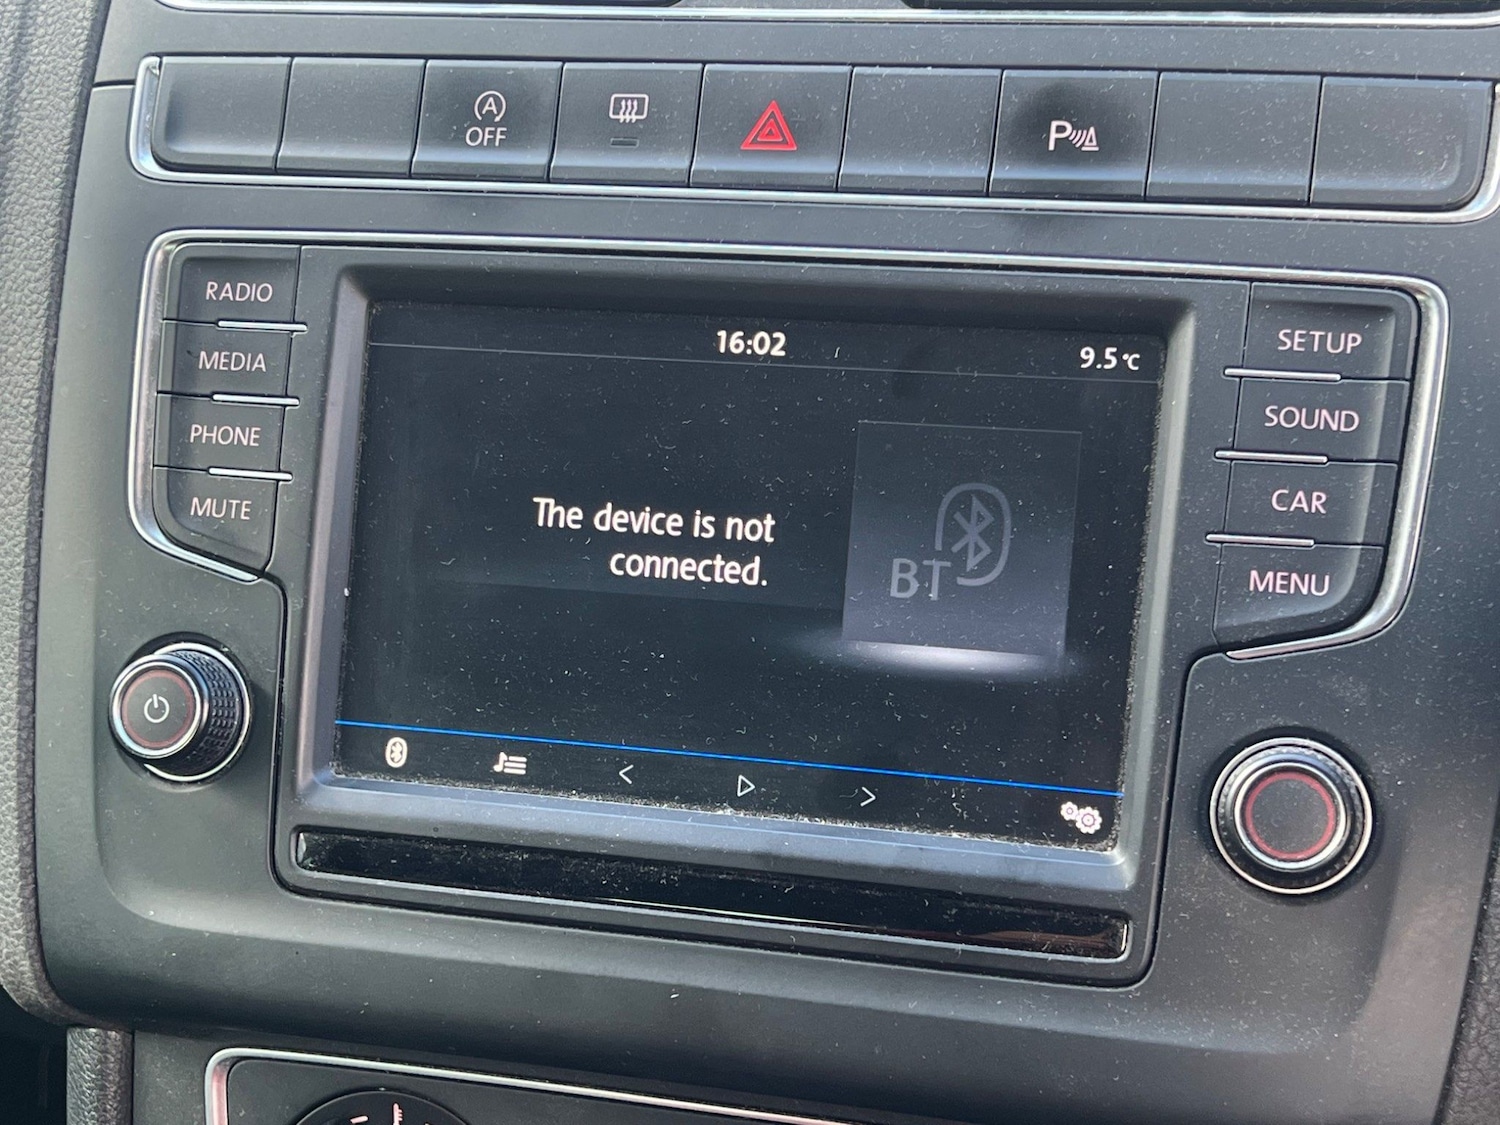 A
OFF
P
RADIO
MEDIA
PHONE
MUTE
16:02
9.5°C
The device is not
connected.
BT
SETUP
SOUND
CAR
MENU